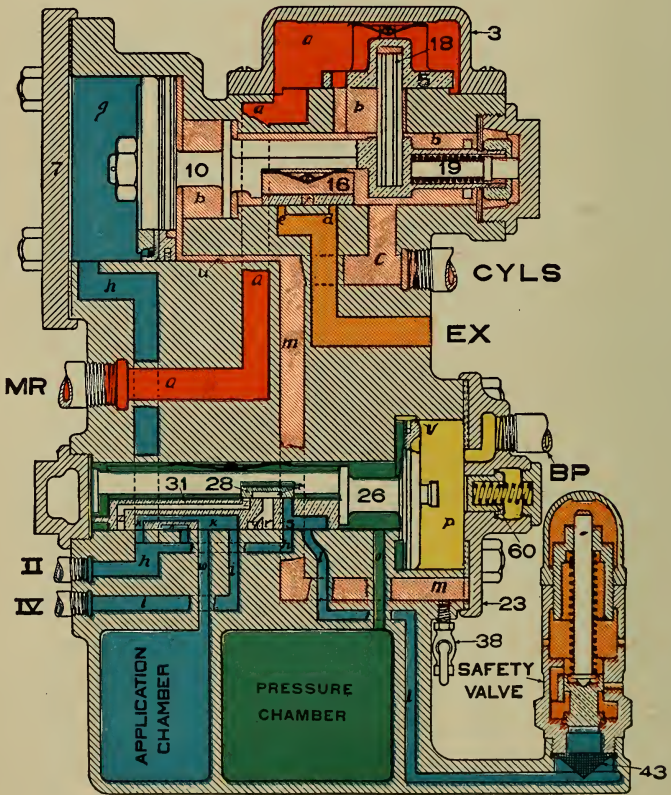 3
a
18
5
a
b
g
b
7
10
19
16
b
e
d
c
CYLS
h
u
a
m
EX
MR
a
BP
31
28
26
p
60
II
h
k
w
i
IV
l
m
23
38
APPLICATION
CHAMBER
PRESSURE
CHAMBER
SAFETY
VALVE
l
43